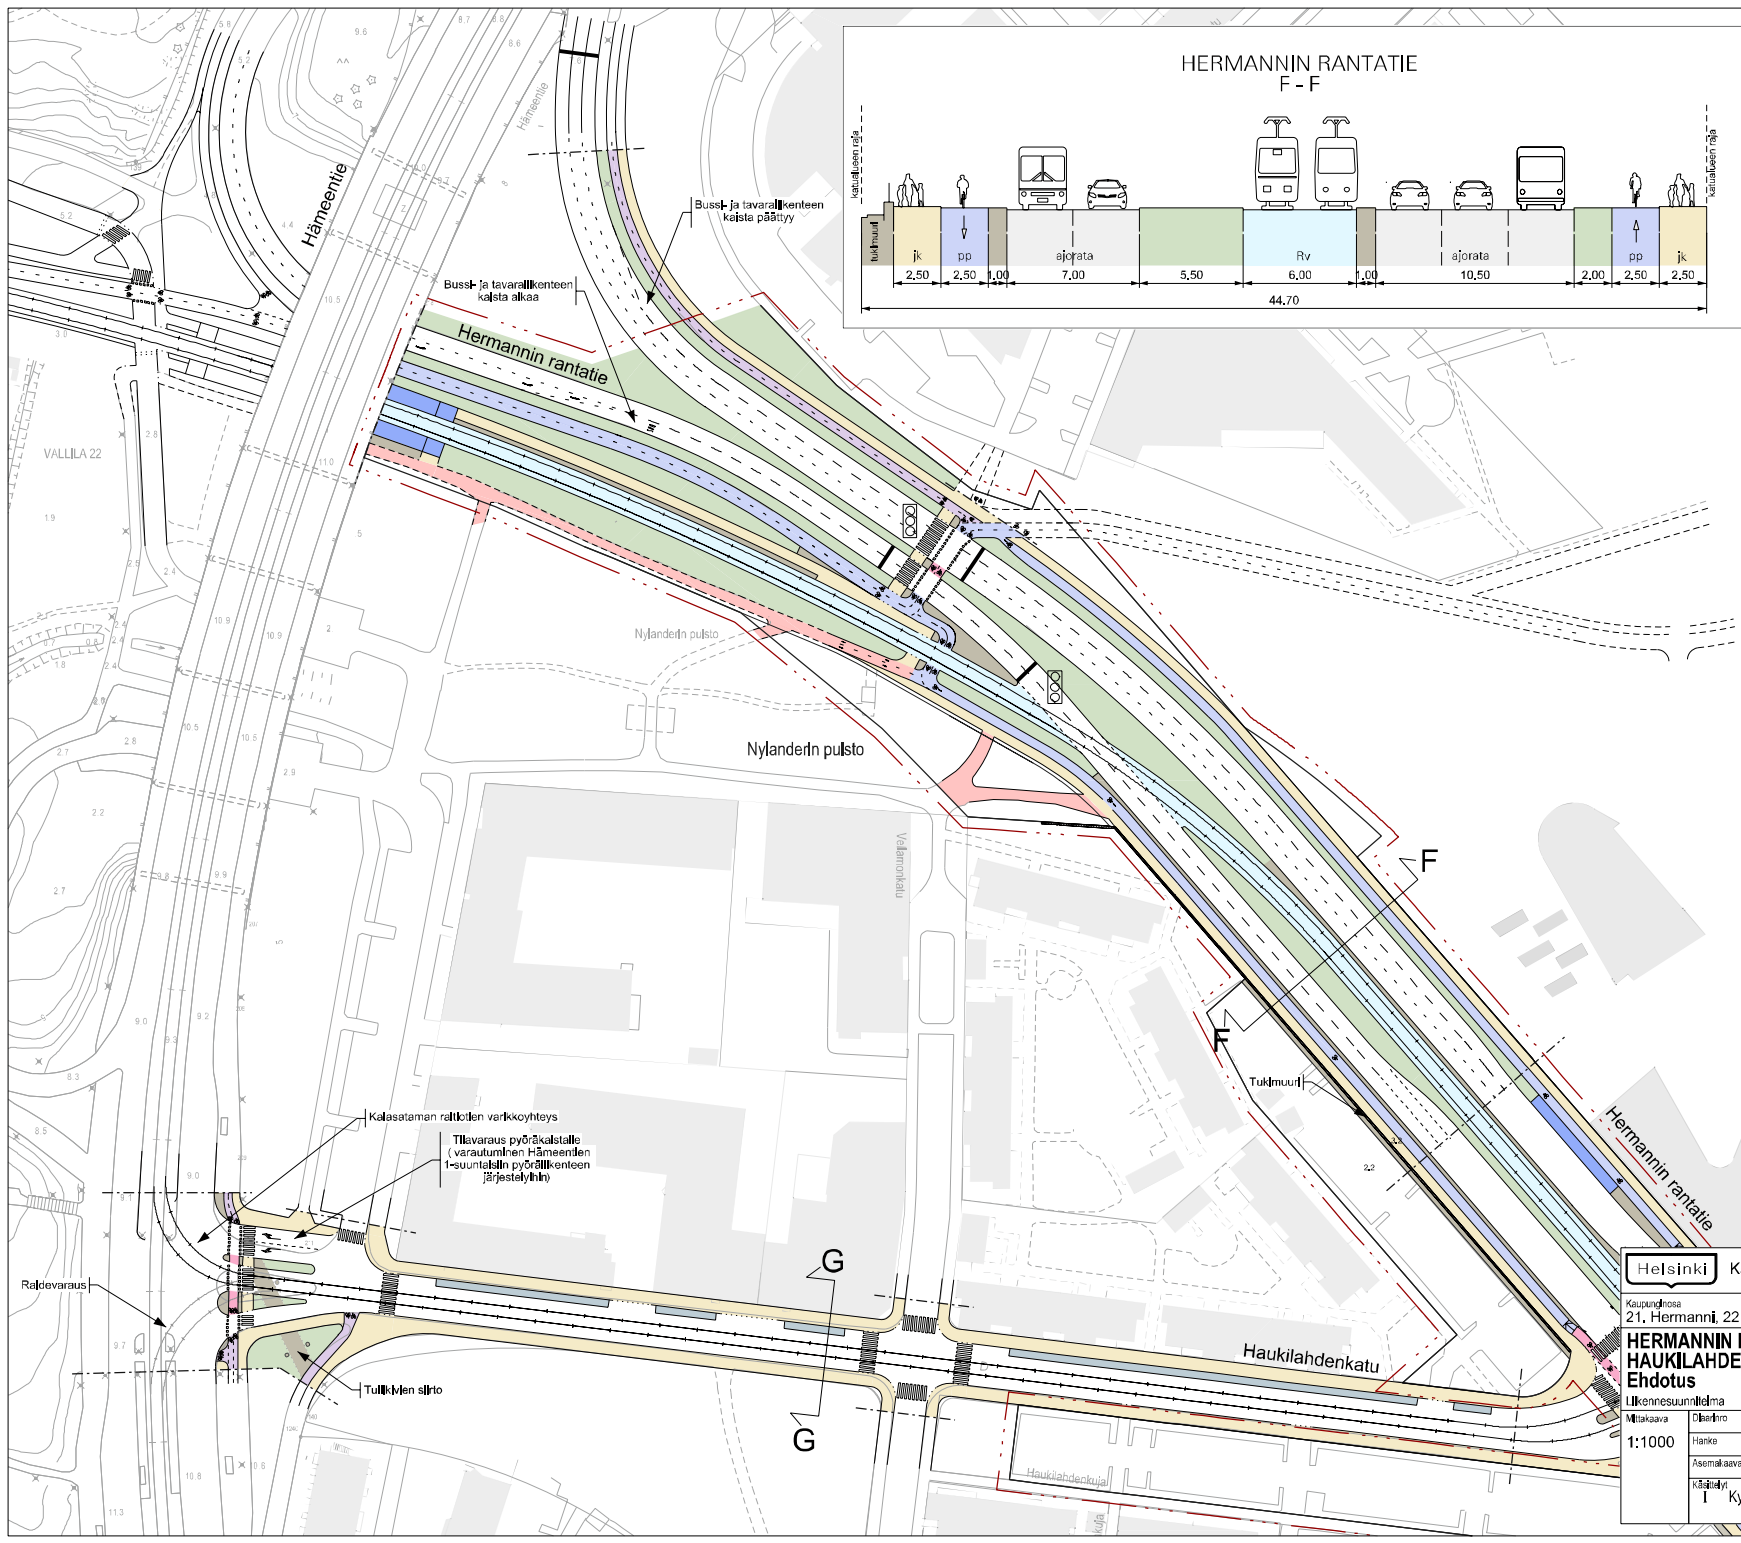 HERMANNIN RANTATIE
F - F
katualueen raja
katualueen raja
tukimuuri
jk
pp
ajorata
Rv
ajorata
pp
jk
2,50
2,50
1,00
7,00
5,50
6,00
1,00
10,50
2,00
2,50
2,50
44.70
Hämeentie
Hämeentie
Bussi- ja tavaraliikenteen
kaista päättyy
Bussi- ja tavaraliikenteen
kaista alkaa
Hermannin rantatie
VALLILA 22
Nylanderin puisto
Nylanderin puisto
Vellamonkatu
F
F
Tukimuuri
Hermannin rantatie
Kalasataman raitiotien varikkoyhteys
Tilavaraus pyöräkaistalle
( varautuminen Hämeentien
1-suuntaisiin pyöräliikenteen
järjestelyihin)
Raidevaraus
Tullikivien siirto
G
G
Haukilahdenkatu
Haukilahdenkuja
Helsinki
K
Kaupunginosa
21. Hermanni, 22
HERMANNIN
HAUKILAHDE
Ehdotus
Liikennesuunnitelma
Mittakaava
1:1000
Diaarinro
Hanke
Asemakaava
Käsittelyt
I Ky